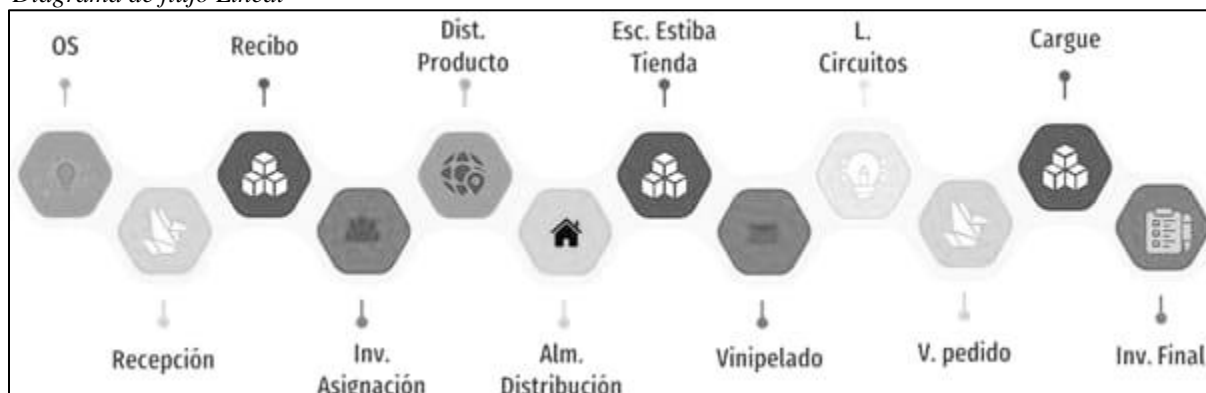 Diagrama de flujo Lineal
OS
Recibo
Dist.
Producto
Esc. Estiba
Tienda
L.
Circuitos
Cargue
Recepción
Inv.
Asignación
Alm.
Distribución
Vinipelado
V. pedido
Inv. Final